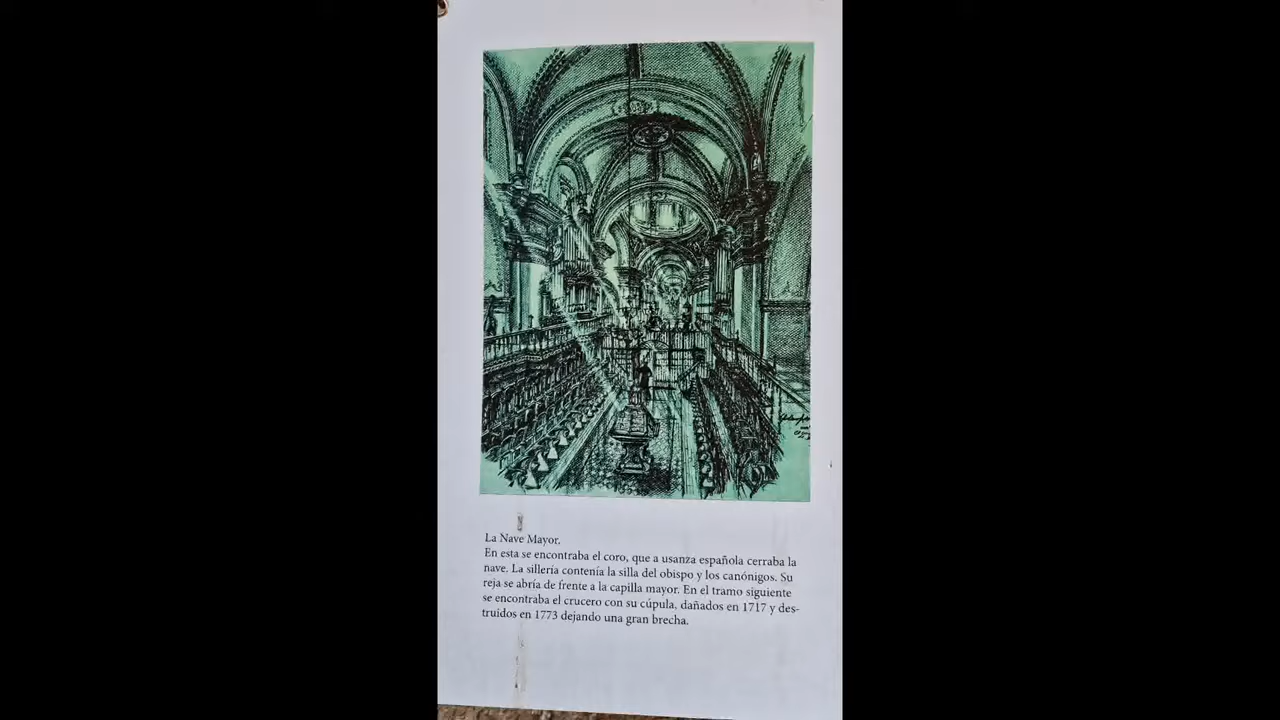 La Nave Mayor.
En esta se encontraba el coro, que a usanza española cerraba la
nave. La sillería contenía la silla del obispo y los canónigos. Su
reja se abría de frente a la capilla mayor. En el tramo siguiente
se encontraba el crucero con su cúpula, dañados en 1717 y des-
truídos en 1773 dejando una gran brecha.